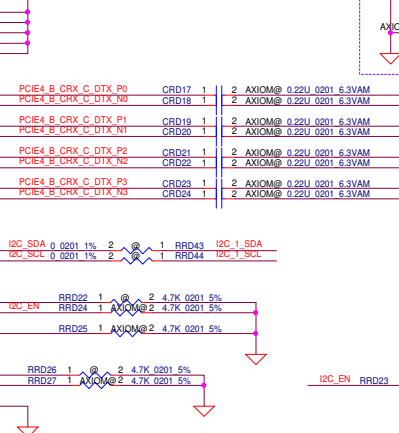 AXIO
PCIE4_B_CRX_C_DTX_P0 CRD17 1 2 AXIOM@ 0.22U_0201_6.3VAM
PCIE4_B_CRX_C_DTX_N0 CRD18 1 2 AXIOM@ 0.22U_0201_6.3VAM
PCIE4_B_CRX_C_DTX_P1 CRD19 1 2 AXIOM@ 0.22U_0201_6.3VAM
PCIE4_B_CRX_C_DTX_N1 CRD20 1 2 AXIOM@ 0.22U_0201_6.3VAM
PCIE4_B_CRX_C_DTX_P2 CRD21 1 2 AXIOM@ 0.22U_0201_6.3VAM
PCIE4_B_CRX_C_DTX_N2 CRD22 1 2 AXIOM@ 0.22U_0201_6.3VAM
PCIE4_B_CRX_C_DTX_P3 CRD23 1 2 AXIOM@ 0.22U_0201_6.3VAM
PCIE4_B_CRX_C_DTX_N3 CRD24 1 2 AXIOM@ 0.22U_0201_6.3VAM
I2C_SDA 0_0201_1% 2 @ 1 RRD43 I2C_1_SDA
I2C_SCL 0_0201_1% 2 @ 1 RRD44 I2C_1_SCL
RRD22 1 @ 2 4.7K_0201_5%
I2C_EN RRD24 1 AXIOM@ 2 4.7K_0201_5%
RRD25 1 AXIOM@ 2 4.7K_0201_5%
RRD26 1 @ 2 4.7K_0201_5%
RRD27 1 AXIOM@ 2 4.7K_0201_5%
I2C_EN RRD23